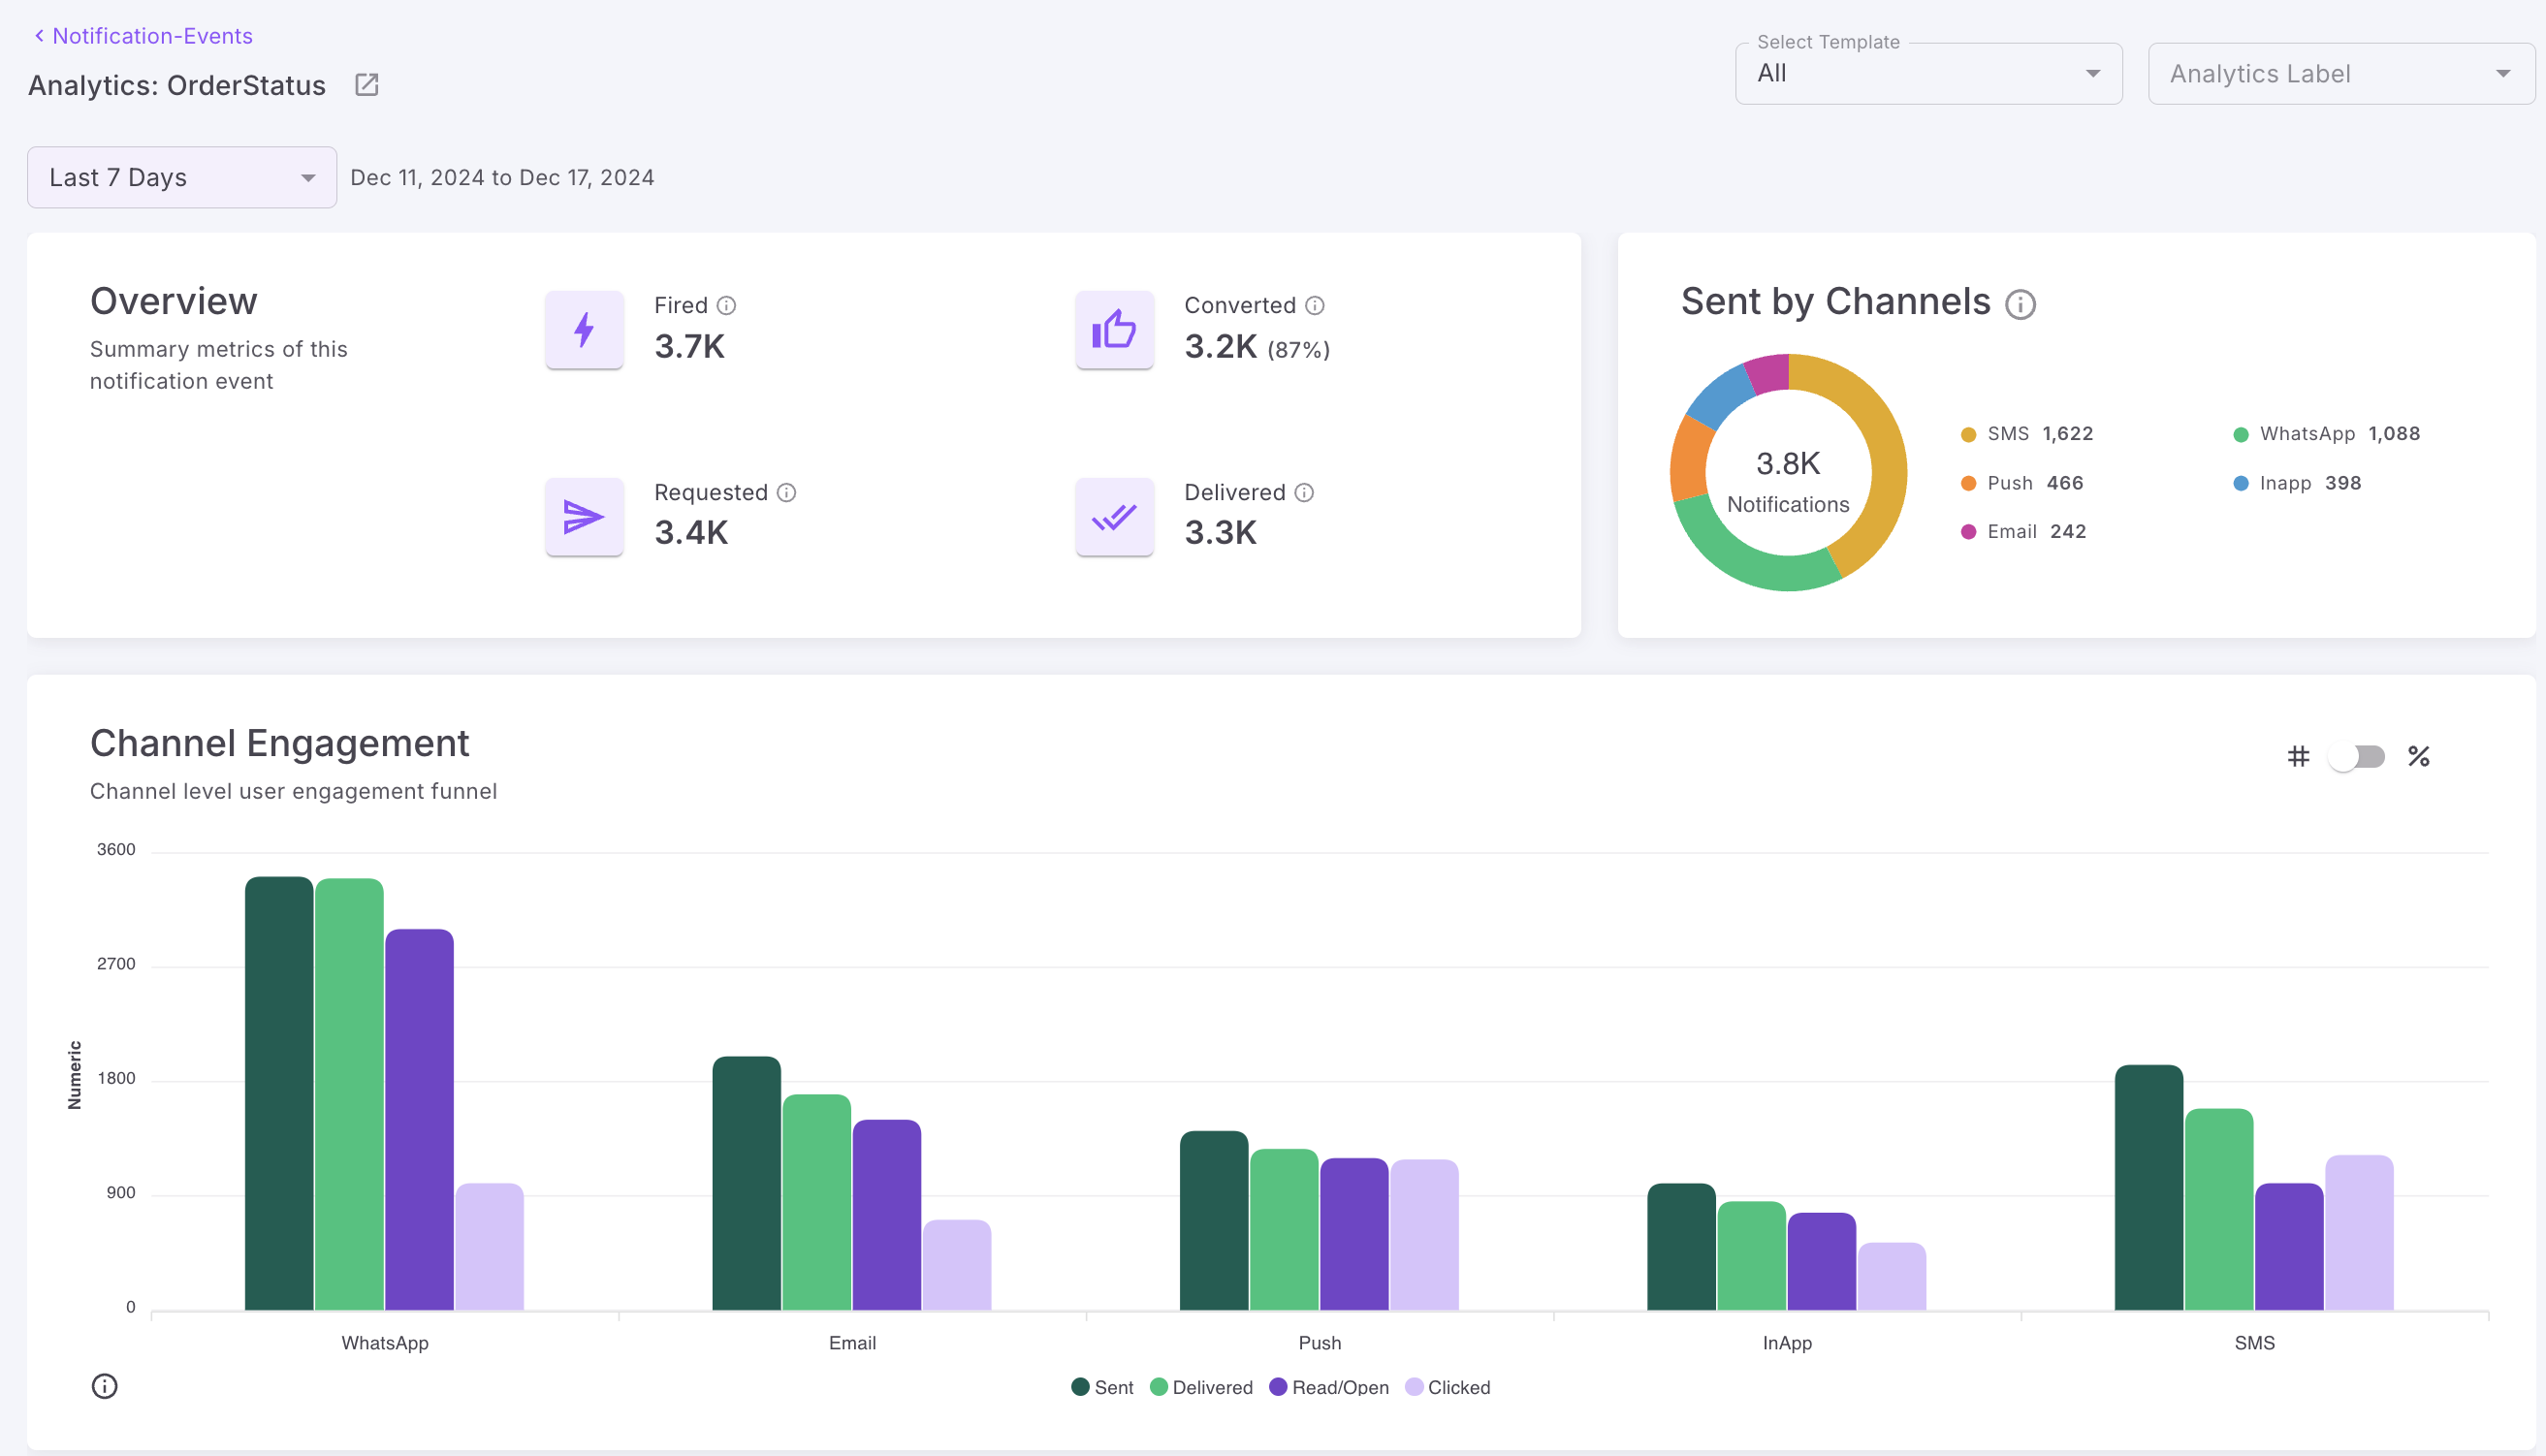 Notification-Events
Analytics: OrderStatus
Select Template
All
Analytics Label
Last 7 Days
Dec 11, 2024 to Dec 17, 2024
Overview
Summary metrics of this
notification event
Fired
3.7K
Converted
3.2K (87%)
Requested
3.4K
Delivered
3.3K
Sent by Channels
3.8K
Notifications
SMS 1,622
WhatsApp 1,088
Push 466
Inapp 398
Email 242
Channel Engagement
Channel level user engagement funnel
# %
3600
2700
1800
900
0
Numeric
WhatsApp
Email
Push
InApp
SMS
Sent Delivered Read/Open Clicked